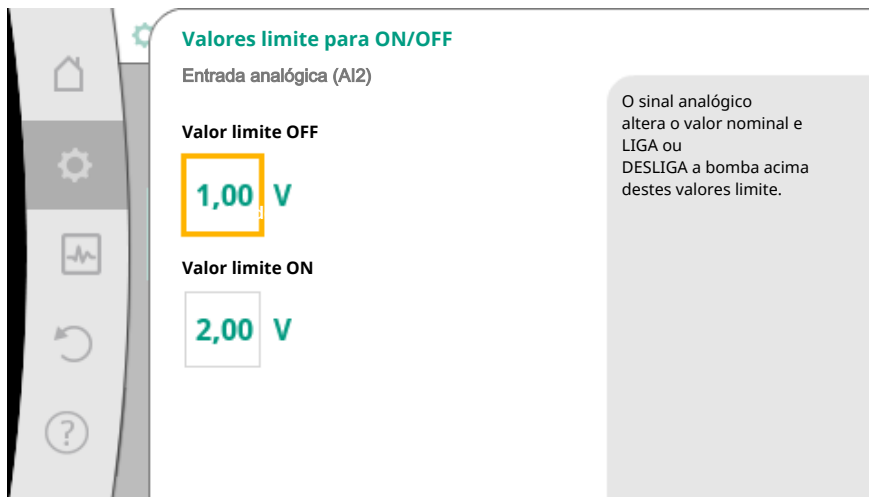 Valores limite para ON/OFF
Entrada analógica (AI2)
Valor limite OFF
1,00 V
Valor limite ON
2,00 V
O sinal analógico
altera o valor nominal e
LIGA ou
DESLIGA a bomba acima
destes valores limite.
?